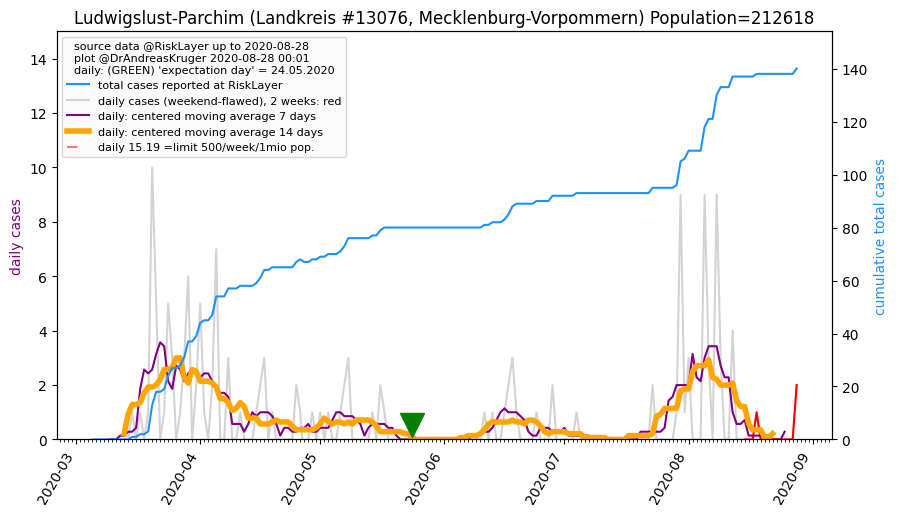 Ludwigslust-Parchim (Landkreis #13076, Mecklenburg-Vorpommern) Population=212618
source data @RiskLayer up to 2020-08-28
plot @DrAndreasKruger 2020-08-28 00:01
daily: (GREEN) 'expectation day' = 24.05.2020
total cases reported at RiskLayer
daily cases (weekend-flawed), 2 weeks: red
daily: centered moving average 7 days
daily: centered moving average 14 days
daily 15.19 =limit 500/week/1mio pop.
daily cases
14
12
10
8
6
4
2
0
cumulative total cases
140
120
100
80
60
40
20
0
2020-03
2020-04
2020-05
2020-06
2020-07
2020-08
2020-09